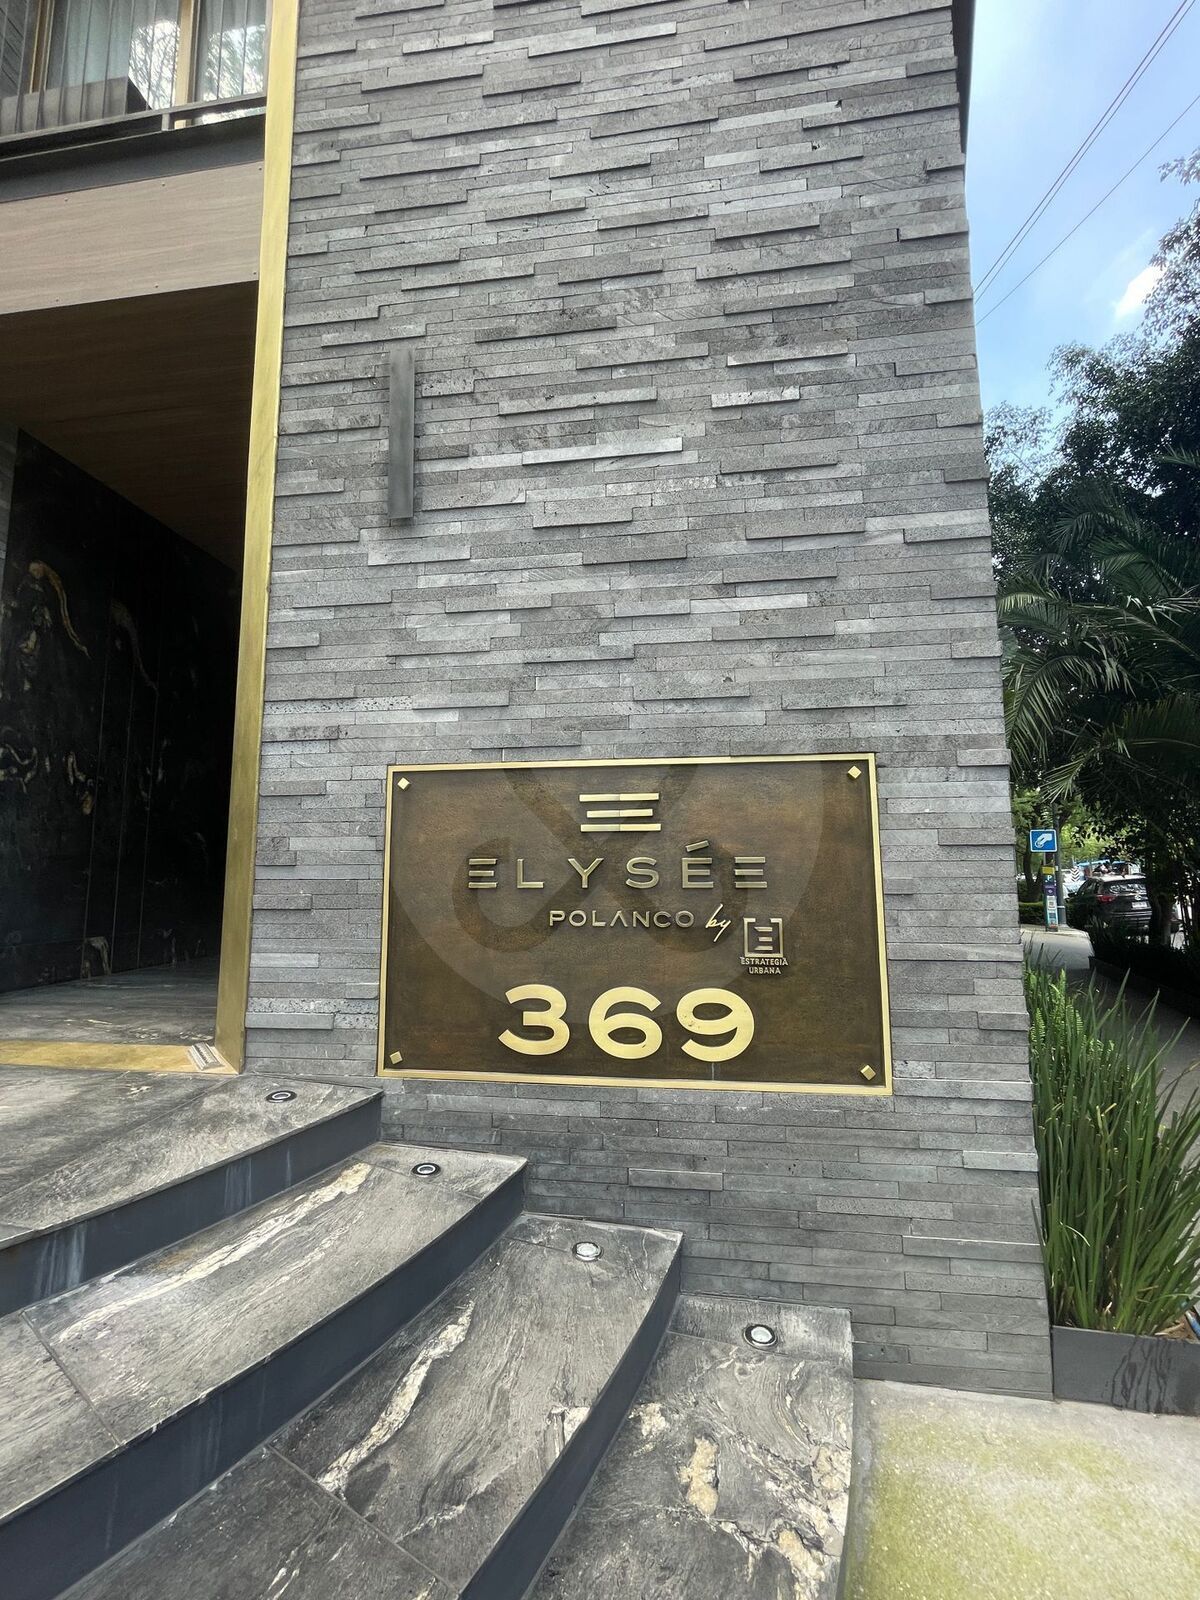 ELYSÉE
POLANCO by
ESTRATEGIA
URBANA
369